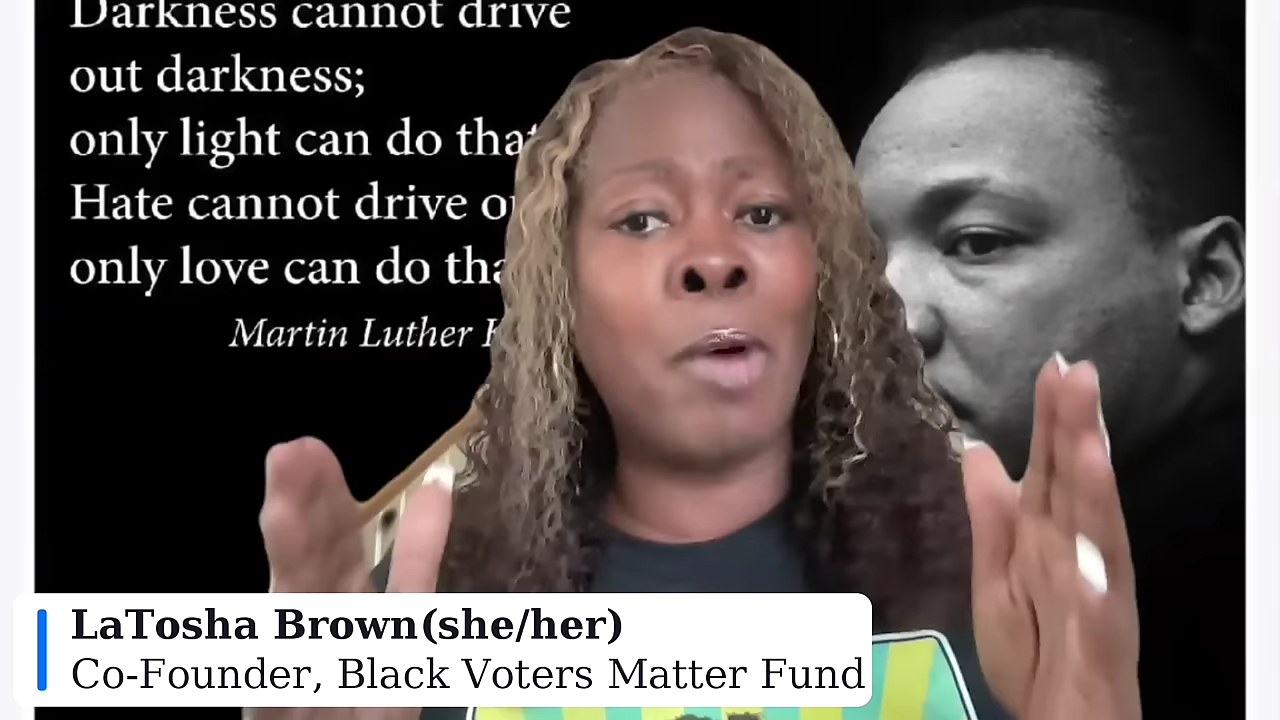 Darkness cannot drive
out darkness;
only light can do that
Hate cannot drive
only love can do tha
Martin Luther
LaTosha Brown(she/her)
Co-Founder, Black Voters Matter Fund